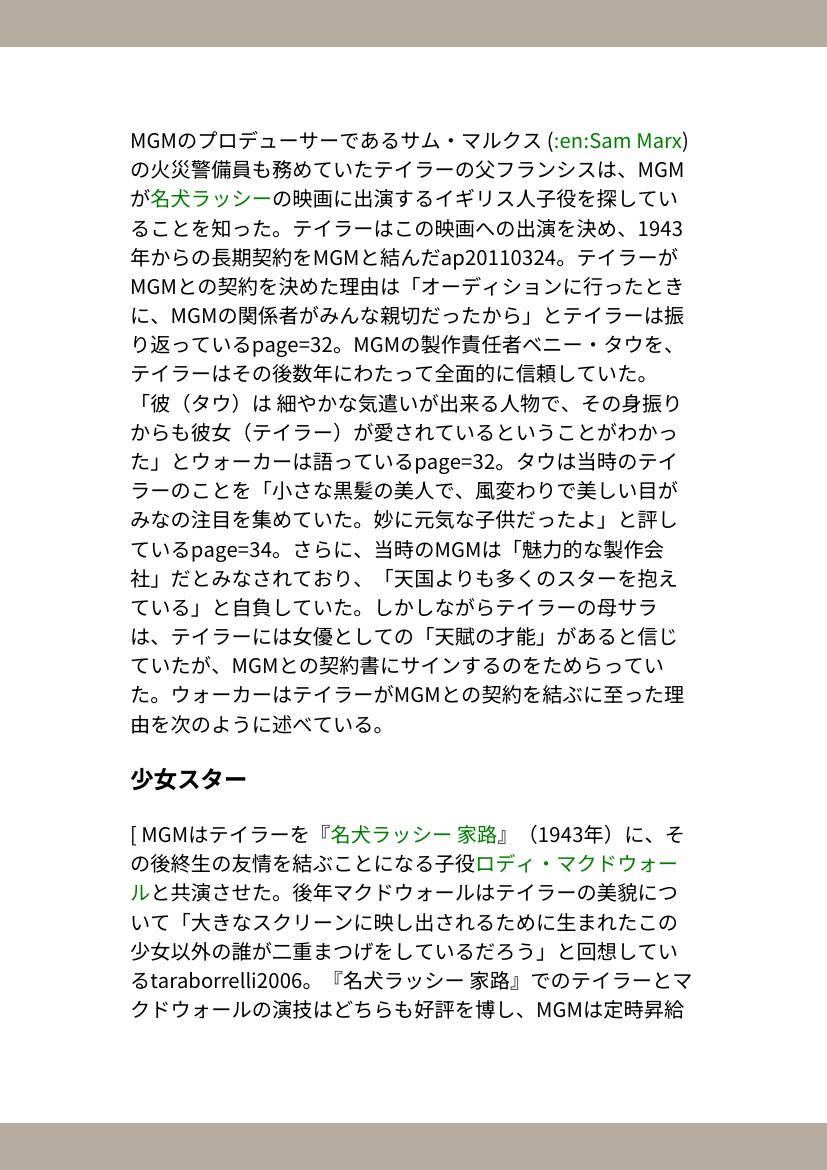 MGMのプロデューサーであるサム・マルクス (:en:Sam Marx)
の火災警備員も務めていたテイラーの父フランシスは、MGM
が名犬ラッシーの映画に出演するイギリス人子役を探してい
ることを知った。テイラーはこの映画への出演を決め、1943
年からの長期契約をMGMと結んだap20110324。テイラーが
MGMとの契約を決めた理由は「オーディションに行ったとき
に、MGMの関係者がみんな親切だったから」とテイラーは振
り返っているpage=32。MGMの製作責任者ベニー・タウを、
テイラーはその後数年にわたって全面的に信頼していた。
「彼（タウ）は 細やかな気遣いが出来る人物で、その身振り
からも彼女（テイラー）が愛されているということがわかっ
た」とウォーカーは語っているpage=32。タウは当時のテイ
ラーのことを「小さな黒髪の美人で、風変わりで美しい目が
みなの注目を集めていた。妙に元気な子供だったよ」と評し
ているpage=34。さらに、当時のMGMは「魅力的な製作会
社」だとみなされており、「天国よりも多くのスターを抱え
ている」と自負していた。しかしながらテイラーの母サラ
は、テイラーには女優としての「天賦の才能」があると信じ
ていたが、MGMとの契約書にサインするのをためらってい
た。ウォーカーはテイラーがMGMとの契約を結ぶに至った理
由を次のように述べている。
少女スター
[ MGMはテイラーを『名犬ラッシー 家路』（1943年）に、そ
の後終生の友情を結ぶことになる子役ロディ・マクドウォー
ルと共演させた。後年マクドウォールはテイラーの美貌につ
いて「大きなスクリーンに映し出されるために生まれたこの
少女以外の誰が二重まつげをしているだろう」と回想してい
るtaraborrelli2006。『名犬ラッシー 家路』でのテイラーとマ
クドウォールの演技はどちらも好評を博し、MGMは定時昇給